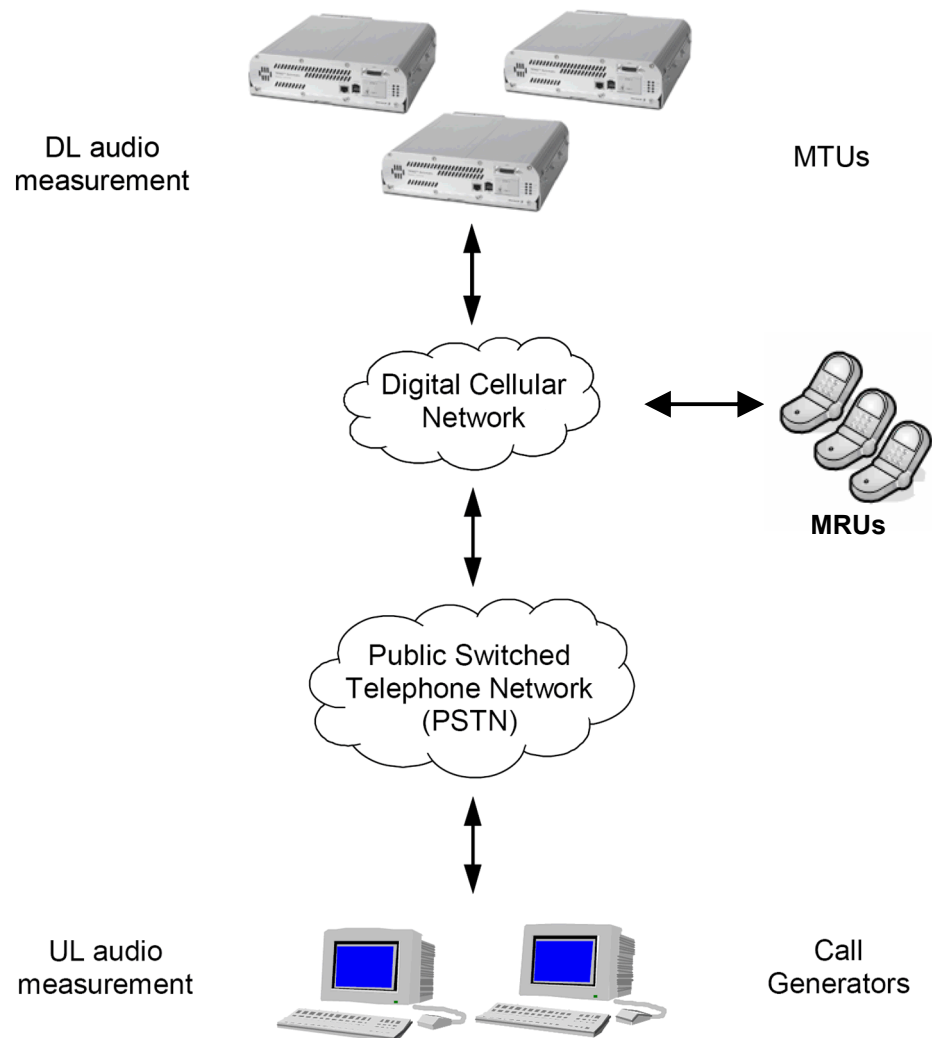 DL audio
measurement
MTUs
Digital Cellular
Network
MRUs
Public Switched
Telephone Network
(PSTN)
UL audio
measurement
Call
Generators